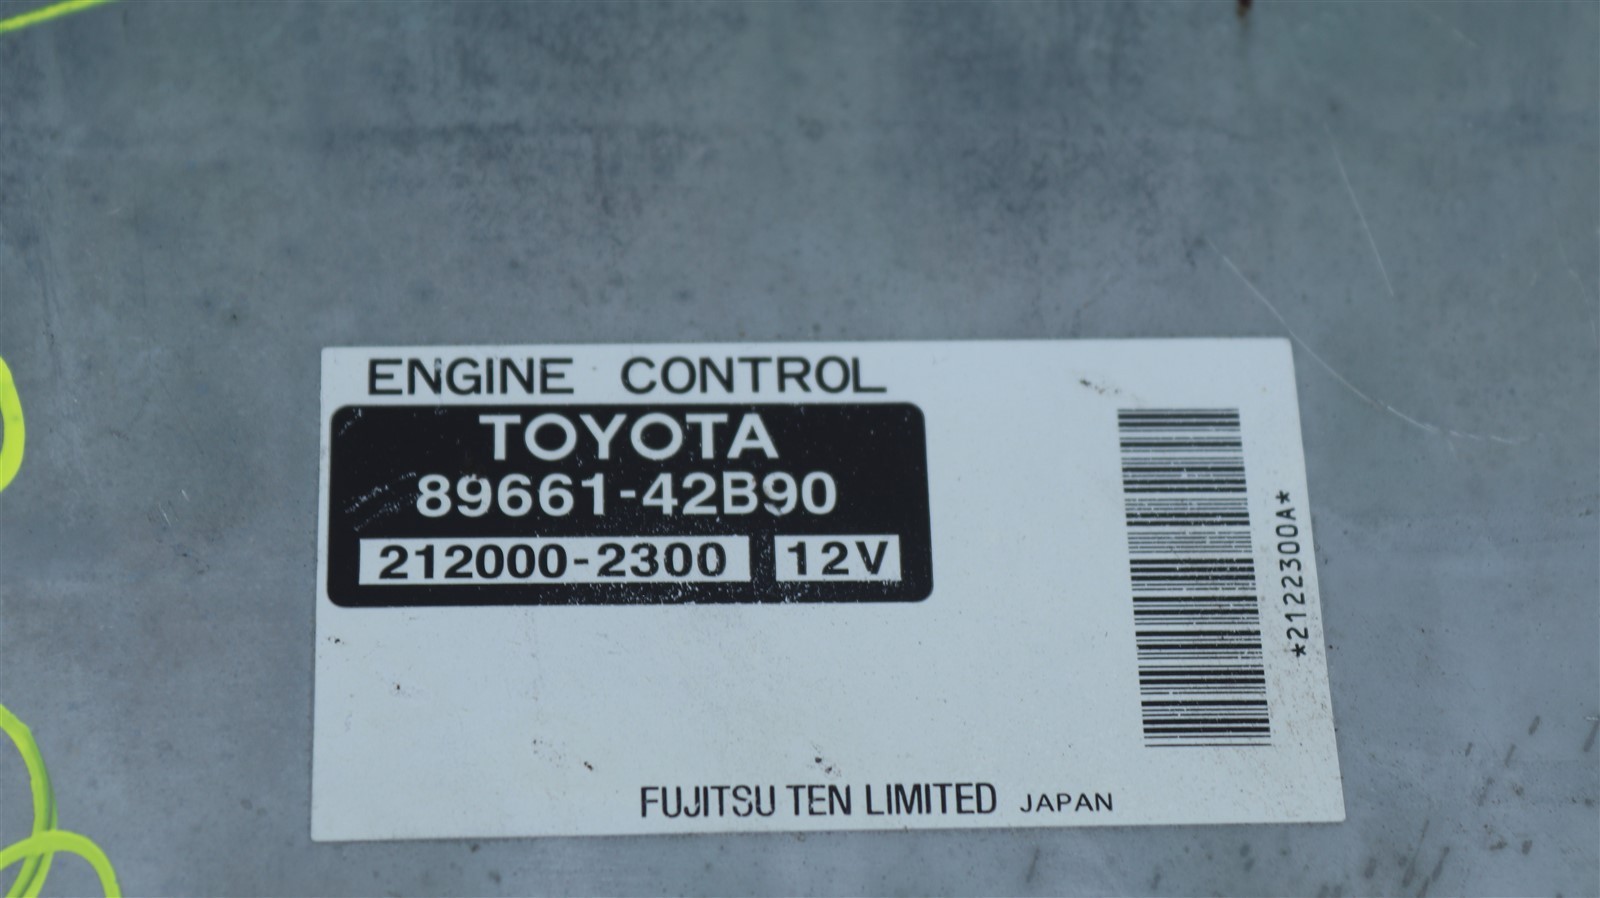 ENGINE CONTROL
TOYOTA
89661-42B90
212000-2300 12V
*2122300A*
FUJITSU TEN LIMITED JAPAN